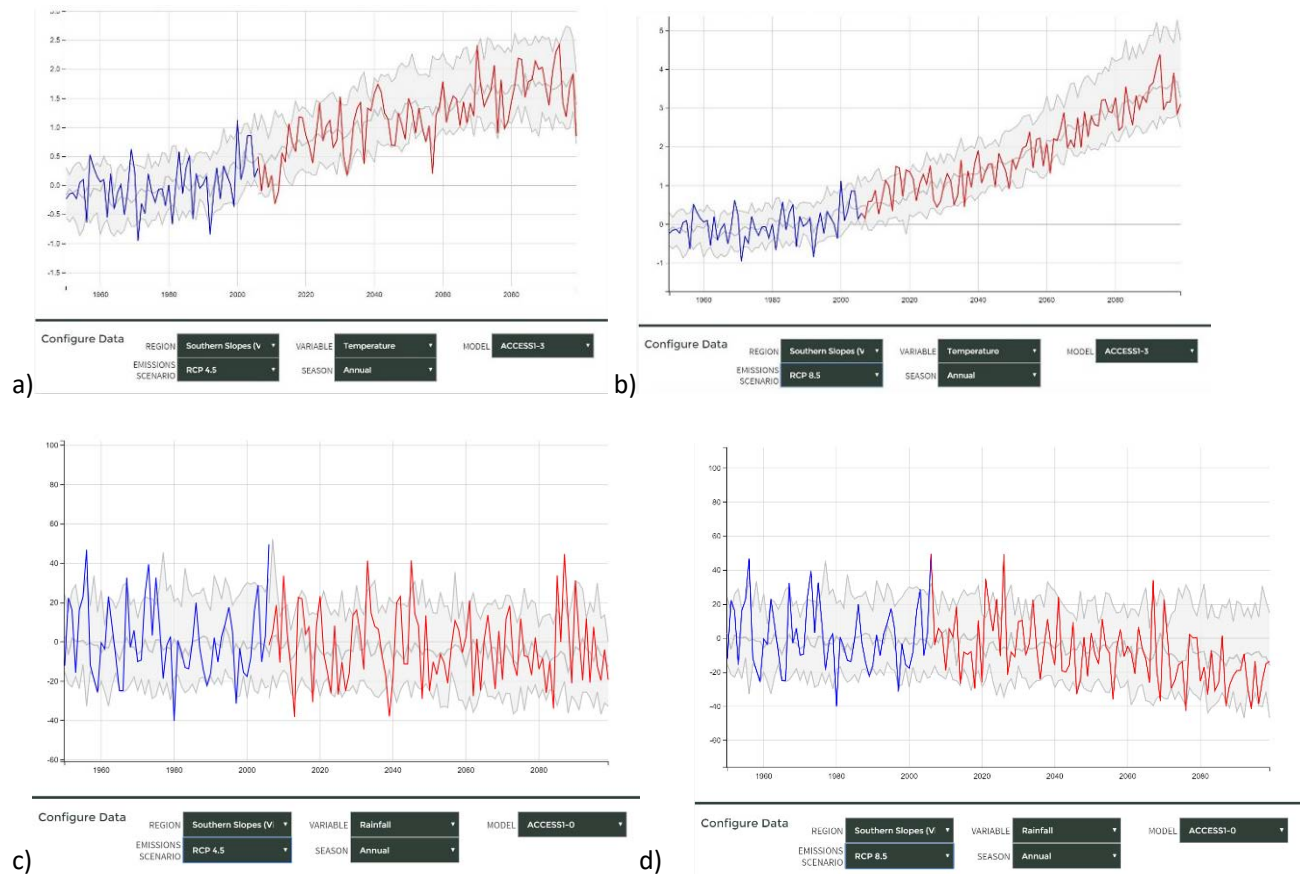 3.0
2.5
2.0
1.5
1.0
0.5
0.0
-0.5
-1.0
-1.5
1960 1980 2000 2020 2040 2060 2080
Configure Data
REGION Southern Slopes (V VARIABLE Temperature MODEL ACCESS1-3
EMISSIONS
SCENARIO RCP 4.5 SEASON Annual
a)
5
4
3
2
1
0
-1
1960 1980 2000 2020 2040 2060 2080
Configure Data
REGION Southern Slopes (V VARIABLE Temperature MODEL ACCESS1-3
EMISSIONS
SCENARIO RCP 8.5 SEASON Annual
b)
100
80
60
40
20
0
-20
-40
-60
1960 1980 2000 2020 2040 2060 2080
Configure Data
REGION Southern Slopes (Vi VARIABLE Rainfall MODEL ACCESS1-0
EMISSIONS
SCENARIO RCP 4.5 SEASON Annual
c)
100
80
60
40
20
0
-20
-40
-60
1960 1980 2000 2020 2040 2060 2080
Configure Data
REGION Southern Slopes (Vi VARIABLE Rainfall MODEL ACCESS1-0
EMISSIONS
SCENARIO RCP 8.5 SEASON Annual
d)